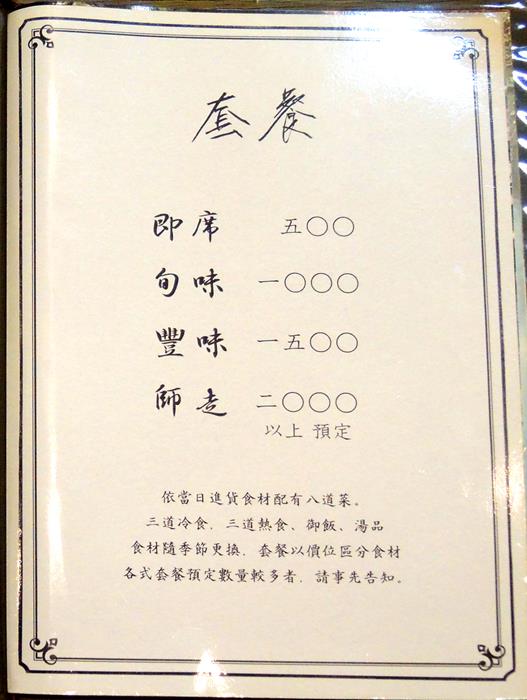 套餐
即席 五〇〇
旬味 一〇〇〇
豐味 一五〇〇
師走 二〇〇〇
以上 預定
依當日進貨食材配有八道菜。
三道冷食，三道熱食、御飯、湯品
食材隨季節更換，套餐以價位區分食材
各式套餐預定數量較多者，請事先告知。